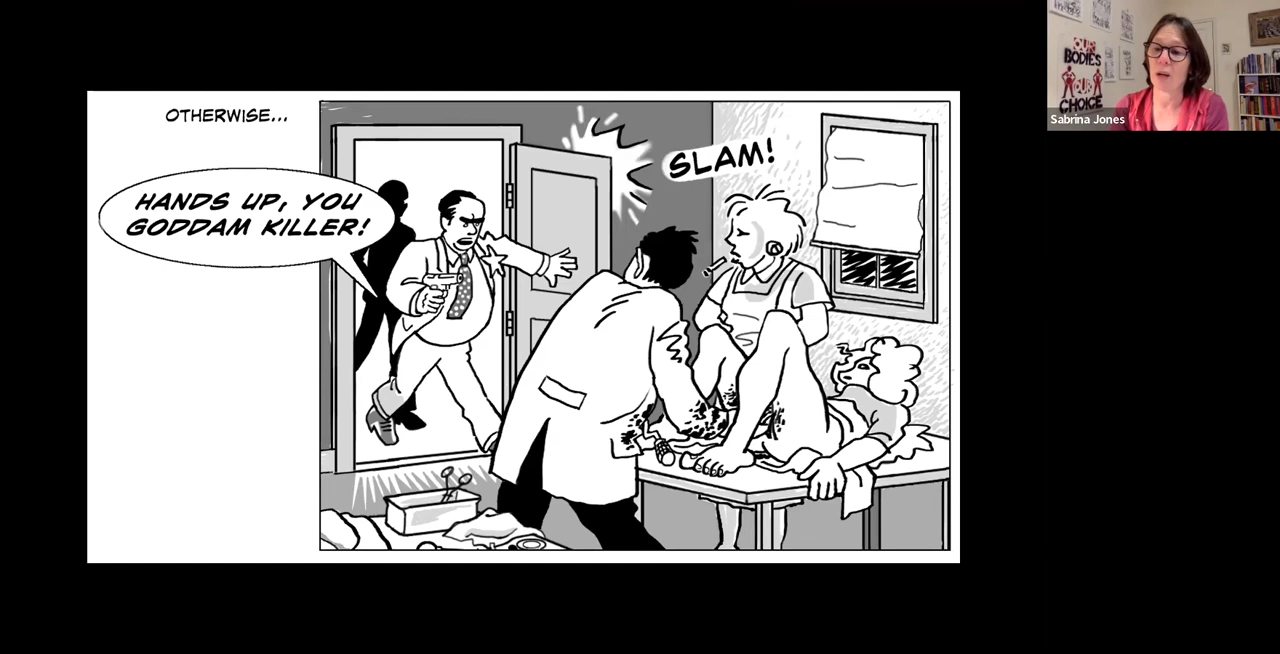 OTHERWISE...
HANDS UP, YOU
GODDAM KILLER!
SLAM!
OUR
BODIES
OUR
CHOICE
Sabrina Jones